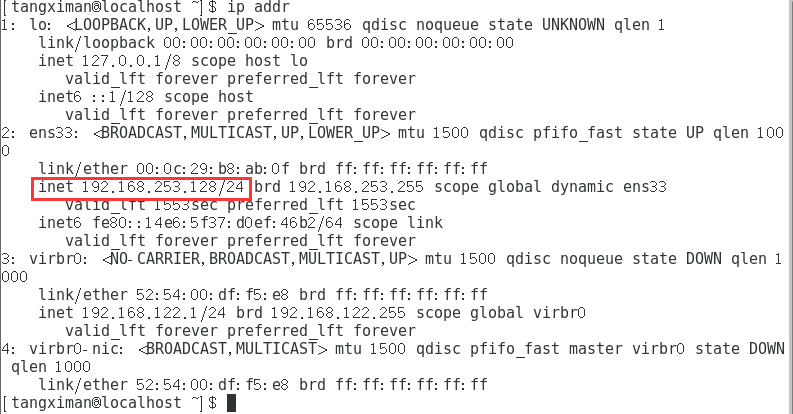 [tangximan@localhost ~]$ ip addr
1: lo: <LOOPBACK,UP,LOWER_UP> mtu 65536 qdisc noqueue state UNKNOWN qlen 1
    link/loopback 00:00:00:00:00:00 brd 00:00:00:00:00:00
    inet 127.0.0.1/8 scope host lo
       valid_lft forever preferred_lft forever
    inet6 ::1/128 scope host
       valid_lft forever preferred_lft forever
2: ens33: <BROADCAST,MULTICAST,UP,LOWER_UP> mtu 1500 qdisc pfifo_fast state UP qlen 100
0
    link/ether 00:0c:29:b8:ab:0f brd ff:ff:ff:ff:ff:ff
    inet 192.168.253.128/24 brd 192.168.253.255 scope global dynamic ens33
       valid_lft 1553sec preferred_lft 1553sec
    inet6 fe80::14e6:5f37:d0ef:46b2/64 scope link
       valid_lft forever preferred_lft forever
3: virbr0: <NO-CARRIER,BROADCAST,MULTICAST,UP> mtu 1500 qdisc noqueue state DOWN qlen 1
000
    link/ether 52:54:00:df:f5:e8 brd ff:ff:ff:ff:ff:ff
    inet 192.168.122.1/24 brd 192.168.122.255 scope global virbr0
       valid_lft forever preferred_lft forever
4: virbr0-nic: <BROADCAST,MULTICAST> mtu 1500 qdisc pfifo_fast master virbr0 state DOWN
 qlen 1000
    link/ether 52:54:00:df:f5:e8 brd ff:ff:ff:ff:ff:ff
[tangximan@localhost ~]$